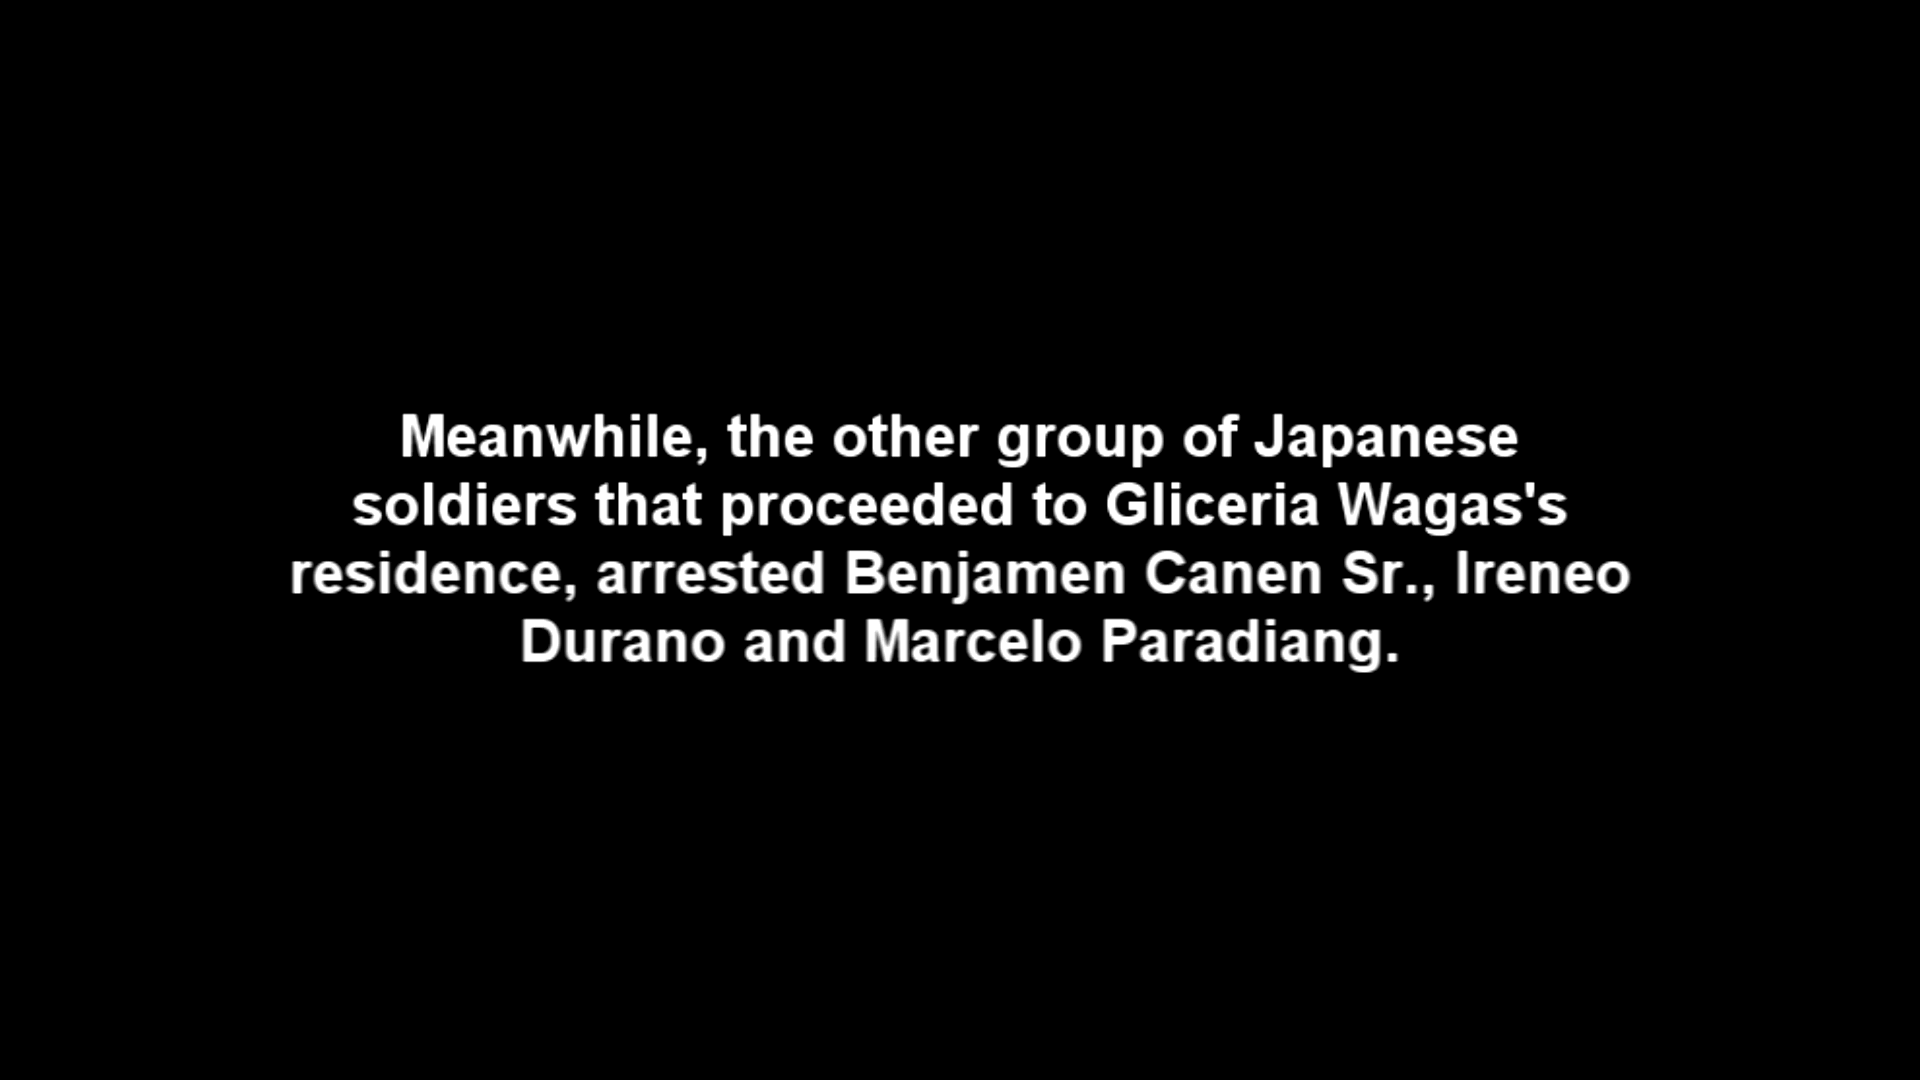 Meanwhile, the other group of Japanese
soldiers that proceeded to Gliceria Wagas's
residence, arrested Benjamen Canen Sr., Ireneo
Durano and Marcelo Paradiang.